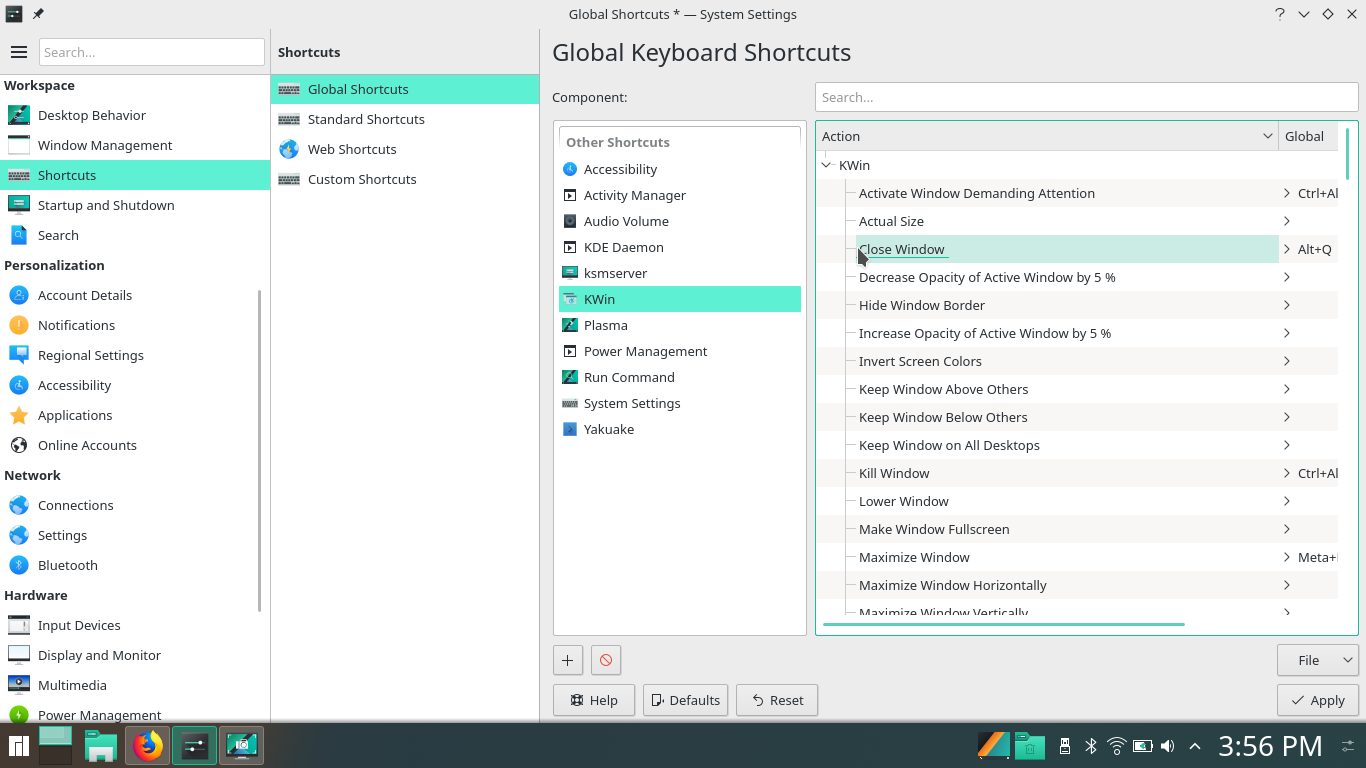 Global Shortcuts * — System Settings
Search...
Workspace
Desktop Behavior
Window Management
Shortcuts
Startup and Shutdown
Search
Personalization
Account Details
Notifications
Regional Settings
Accessibility
Applications
Online Accounts
Network
Connections
Settings
Bluetooth
Hardware
Input Devices
Display and Monitor
Multimedia
Power Management
Shortcuts
Global Shortcuts
Standard Shortcuts
Web Shortcuts
Custom Shortcuts
Global Keyboard Shortcuts
Component:
Search...
Other Shortcuts
Accessibility
Activity Manager
Audio Volume
KDE Daemon
ksmserver
KWin
Plasma
Power Management
Run Command
System Settings
Yakuake
Action Global
KWin
Activate Window Demanding Attention Ctrl+Al
Actual Size
Close Window Alt+Q
Decrease Opacity of Active Window by 5 %
Hide Window Border
Increase Opacity of Active Window by 5 %
Invert Screen Colors
Keep Window Above Others
Keep Window Below Others
Keep Window on All Desktops
Kill Window Ctrl+Al
Lower Window
Make Window Fullscreen
Maximize Window Meta+
Maximize Window Horizontally
Maximize Window Vertically
File
Help Defaults Reset Apply
3:56 PM